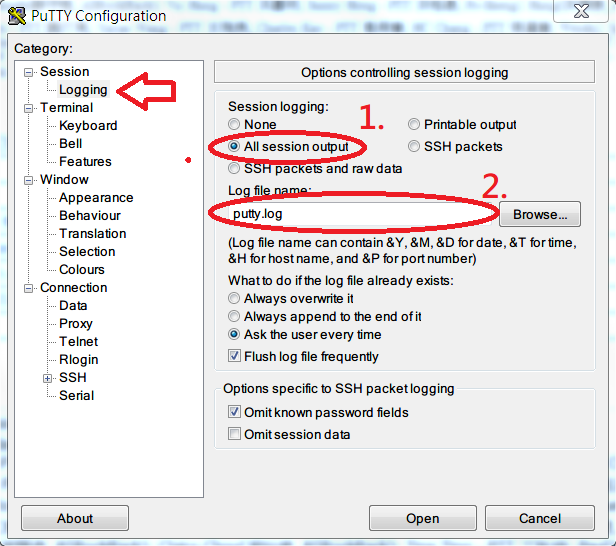 PuTTY Configuration
Category:
Session
Logging
Terminal
Keyboard
Bell
Features
Window
Appearance
Behaviour
Translation
Selection
Colours
Connection
Data
Proxy
Telnet
Rlogin
SSH
Serial
Options controlling session logging
Session logging:
1.
None
Printable output
All session output
SSH packets
SSH packets and raw data
Log file name:
2.
putty.log
Browse...
(Log file name can contain &Y, &M, &D for date, &T for time,
&H for host name, and &P for port number)
What to do if the log file already exists:
Always overwrite it
Always append to the end of it
Ask the user every time
Flush log file frequently
Options specific to SSH packet logging
Omit known password fields
Omit session data
About
Open
Cancel